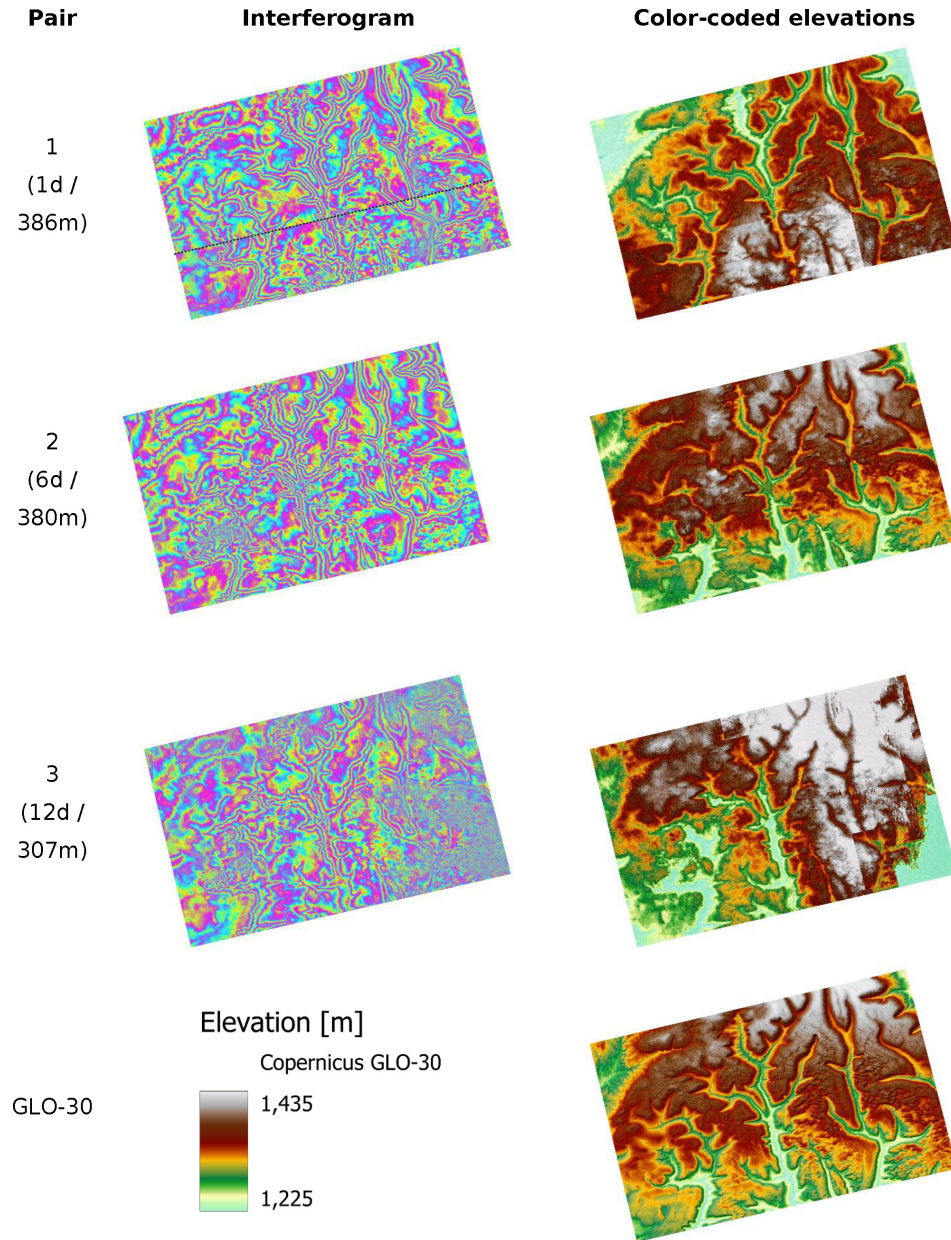 Pair Interferogram Color-coded elevations
1
(1d /
386m)
2
(6d /
380m)
3
(12d /
307m)
Elevation [m]
Copernicus GLO-30
GLO-30
1,435
1,225